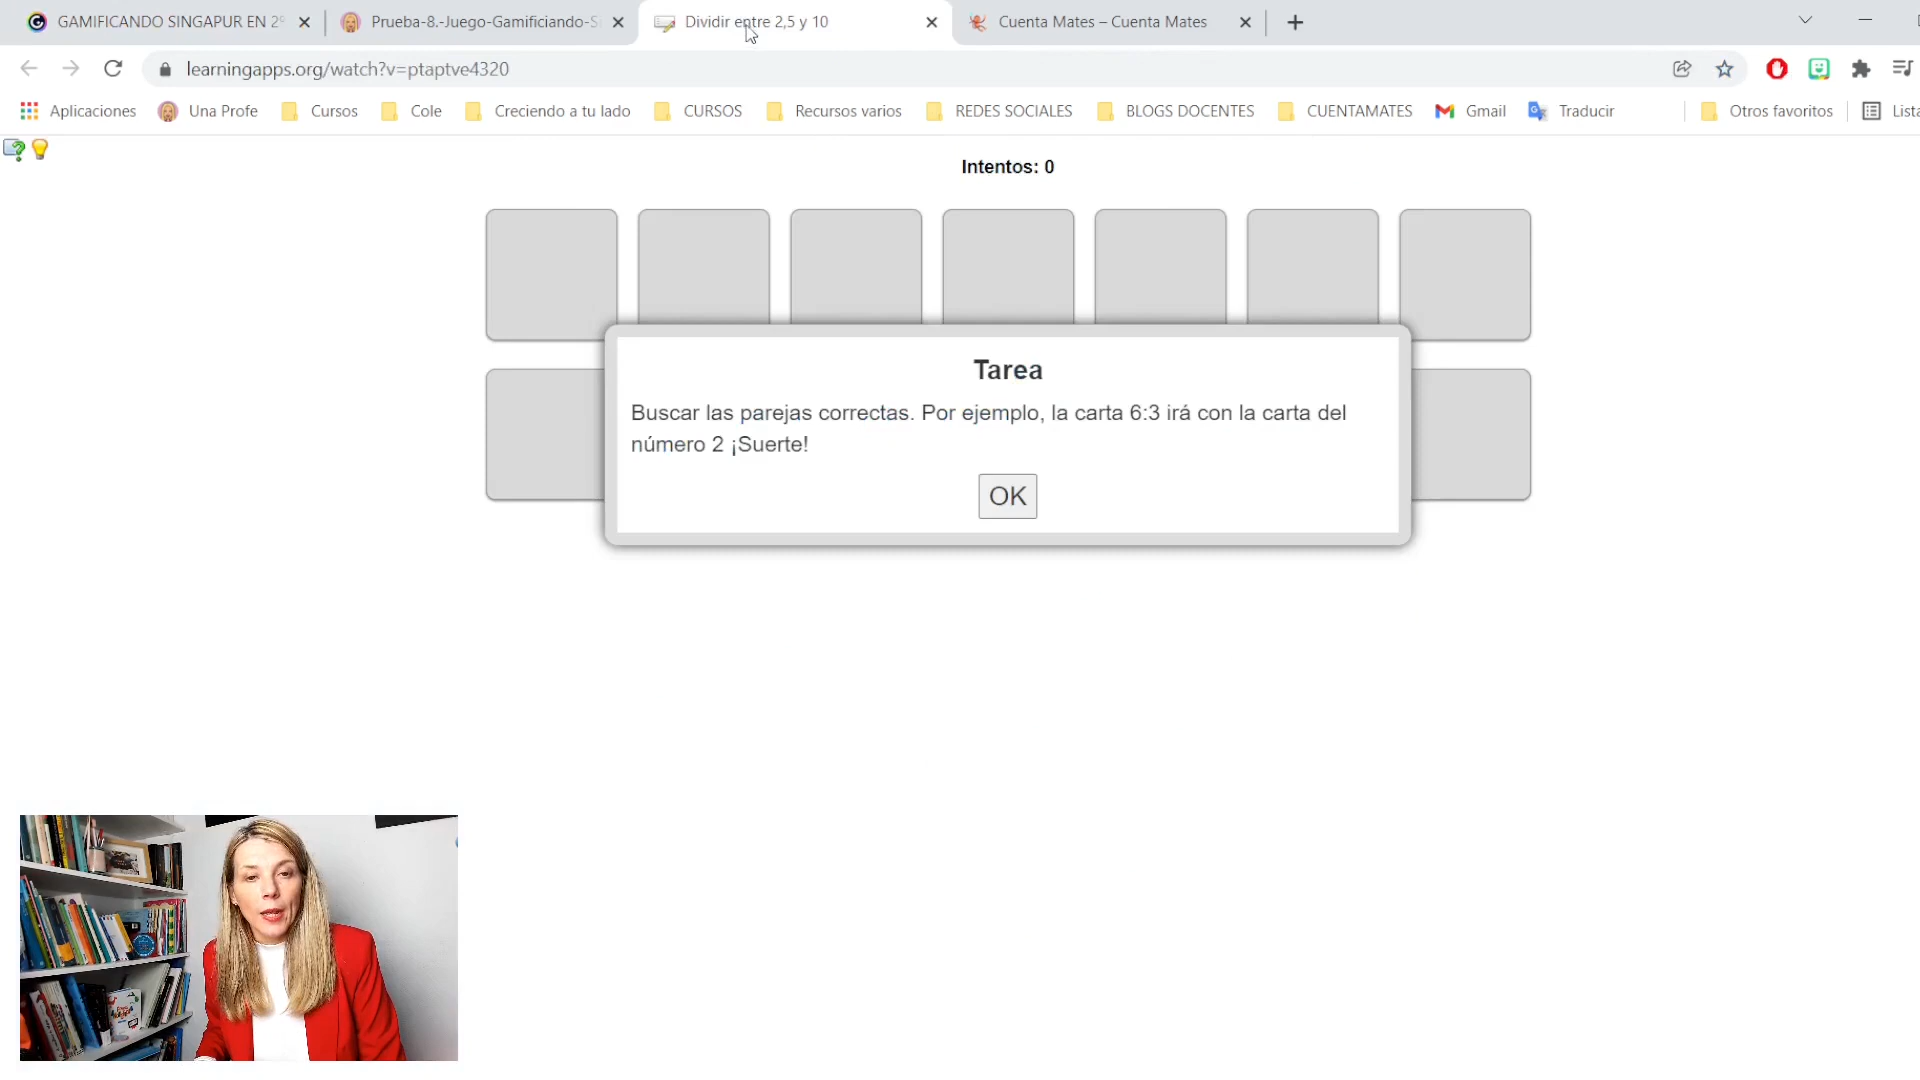 GAMIFICANDO SINGAPUR EN 2º
Prueba-8.-Juego-Gamificiando-S
Dividir entre 2,5 y 10
Cuenta Mates – Cuenta Mates
learningapps.org/watch?v=ptaptve4320
Aplicaciones
Una Profe
Cursos
Cole
Creciendo a tu lado
CURSOS
Recursos varios
REDES SOCIALES
BLOGS DOCENTES
CUENTAMATES
Gmail
Traducir
Otros favoritos
Lista
Intentos: 0
Tarea
Buscar las parejas correctas. Por ejemplo, la carta 6:3 irá con la carta del
número 2 ¡Suerte!
OK